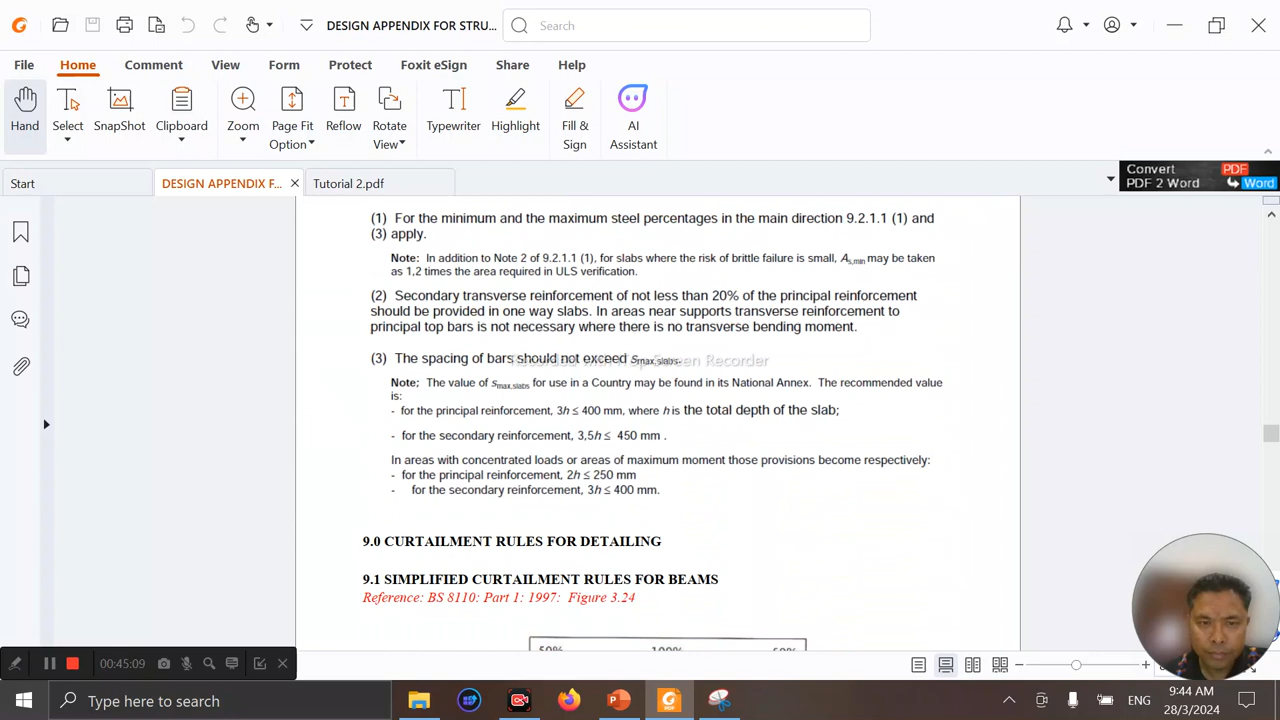 DESIGN APPENDIX FOR STRU...
Search
File
Home
Comment
View
Form
Protect
Foxit eSign
Share
Help
Hand
Select
SnapShot
Clipboard
Zoom
Page Fit
Option
Reflow
Rotate
View
Typewriter
Highlight
Fill &
Sign
AI
Assistant
Start
DESIGN APPENDIX F...
Tutorial 2.pdf
Convert PDF
PDF 2 Word Word
(1) For the minimum and the maximum steel percentages in the main direction 9.2.1.1 (1) and
(3) apply.
Note: In addition to Note 2 of 9.2.1.1 (1), for slabs where the risk of brittle failure is small, As,min may be taken
as 1,2 times the area required in ULS verification.
(2) Secondary transverse reinforcement of not less than 20% of the principal reinforcement
should be provided in one way slabs. In areas near supports transverse reinforcement to
principal top bars is not necessary where there is no transverse bending moment.
(3) The spacing of bars should not exceed smax,slabs.
Note; The value of smax,slabs for use in a Country may be found in its National Annex. The recommended value
is:
- for the principal reinforcement, 3h ≤ 400 mm, where h is the total depth of the slab;
- for the secondary reinforcement, 3,5h ≤ 450 mm .
In areas with concentrated loads or areas of maximum moment those provisions become respectively:
- for the principal reinforcement, 2h ≤ 250 mm
- for the secondary reinforcement, 3h ≤ 400 mm.
9.0 CURTAILMENT RULES FOR DETAILING
9.1 SIMPLIFIED CURTAILMENT RULES FOR BEAMS
Reference: BS 8110: Part 1: 1997: Figure 3.24
50% 100% 50%
00:45:09
Type here to search
ENG
9:44 AM
28/3/2024